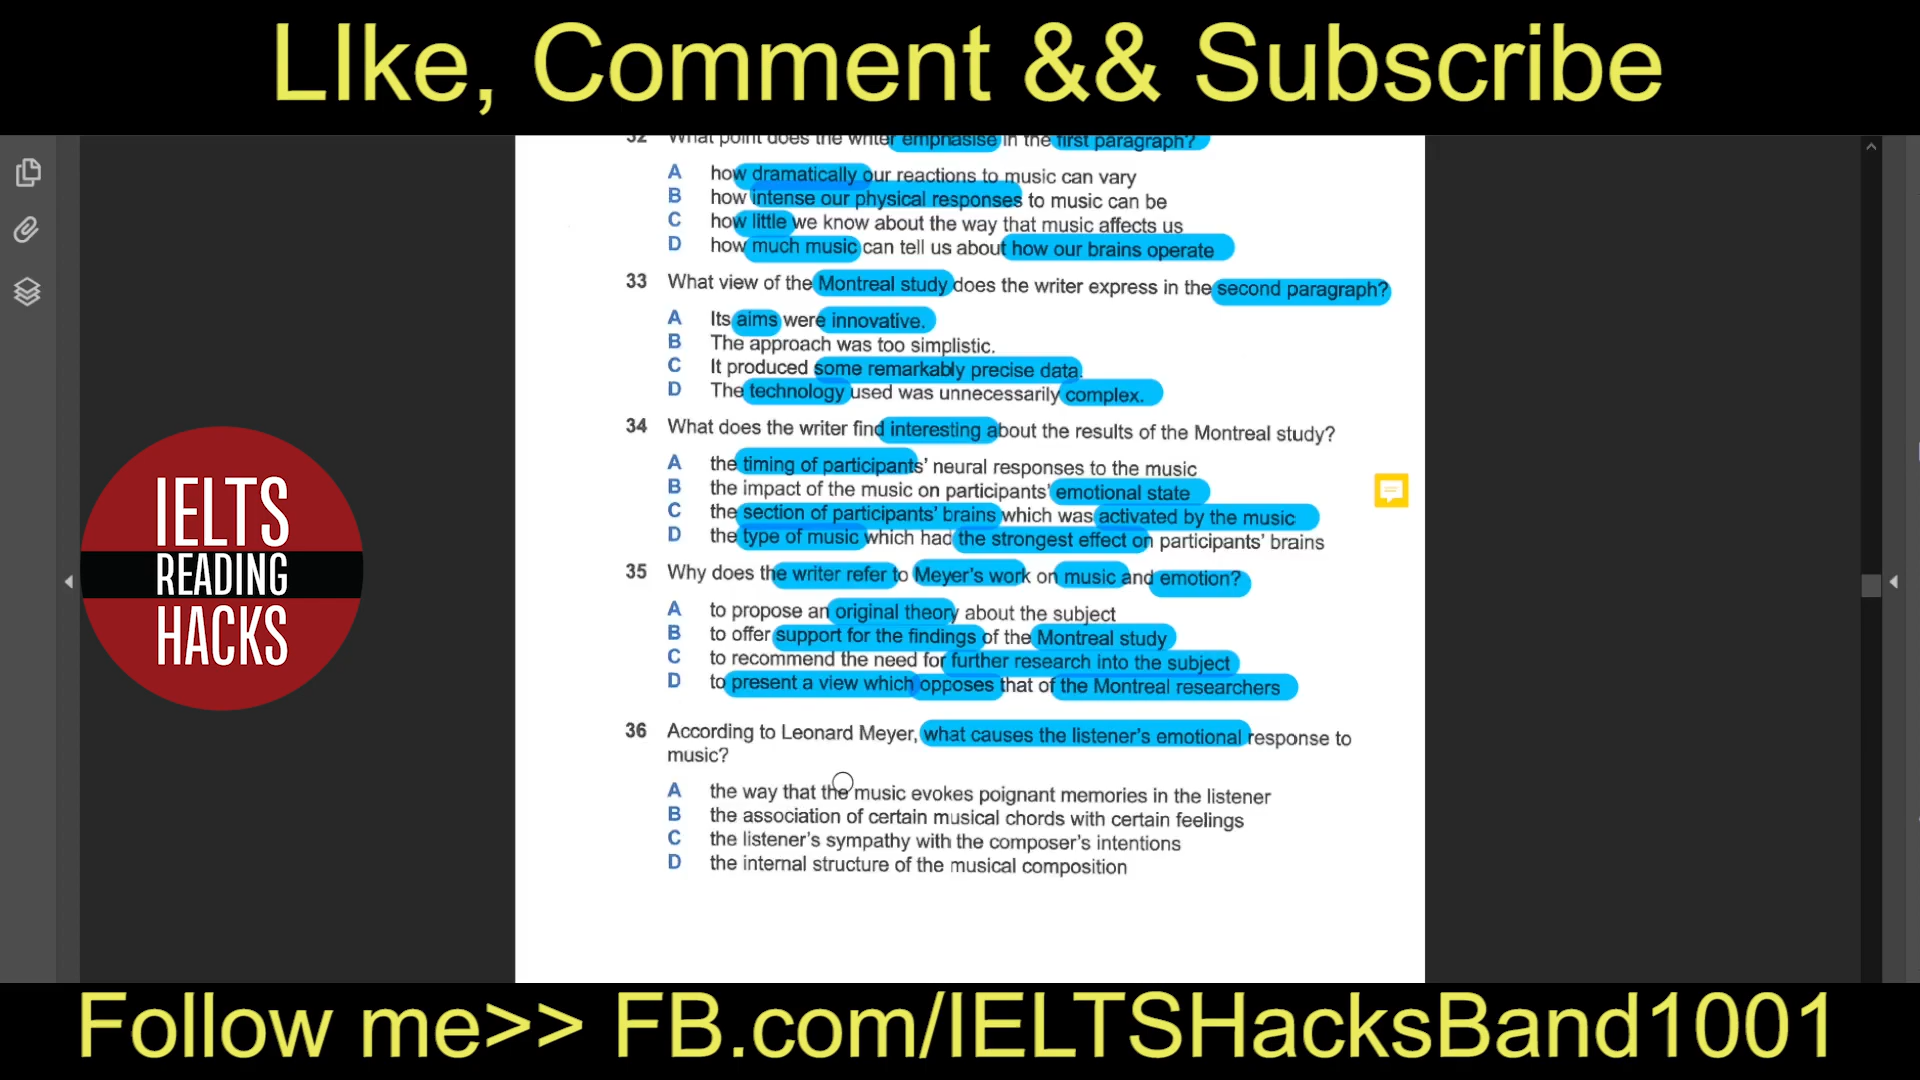 LIke, Comment && Subscribe
32 What point does the writer emphasise in the first paragraph?
A how dramatically our reactions to music can vary
B how intense our physical responses to music can be
C how little we know about the way that music affects us
D how much music can tell us about how our brains operate
33 What view of the Montreal study does the writer express in the second paragraph?
A Its aims were innovative.
B The approach was too simplistic.
C It produced some remarkably precise data.
D The technology used was unnecessarily complex.
34 What does the writer find interesting about the results of the Montreal study?
A the timing of participants' neural responses to the music
B the impact of the music on participants' emotional state
C the section of participants' brains which was activated by the music
D the type of music which had the strongest effect on participants' brains
35 Why does the writer refer to Meyer's work on music and emotion?
A to propose an original theory about the subject
B to offer support for the findings of the Montreal study
C to recommend the need for further research into the subject
D to present a view which opposes that of the Montreal researchers
36 According to Leonard Meyer, what causes the listener's emotional response to
music?
A the way that the music evokes poignant memories in the listener
B the association of certain musical chords with certain feelings
C the listener's sympathy with the composer's intentions
D the internal structure of the musical composition
IELTS
READING
HACKS
Follow me>> FB.com/IELTSHacksBand1001